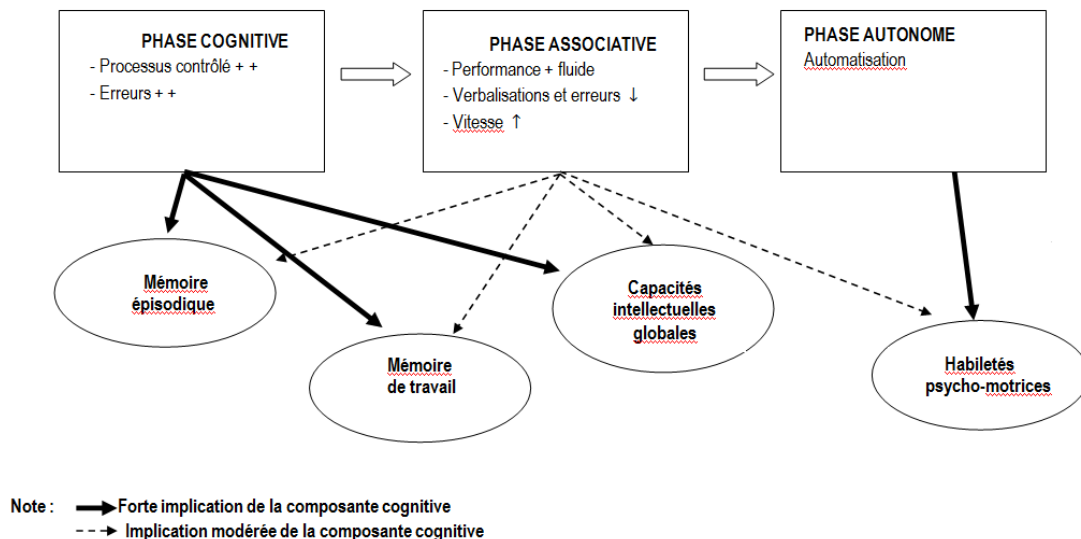 PHASE COGNITIVE
- Processus contrôlé + +
- Erreurs + +
PHASE ASSOCIATIVE
- Performance + fluide
- Verbalisations et erreurs ↓
- Vitesse ↑
PHASE AUTONOME
Automatisation
Mémoire
épisodique
Mémoire
de travail
Capacités
intellectuelles
globales
Habiletés
psycho-motrices
Note : Forte implication de la composante cognitive
Implication modérée de la composante cognitive